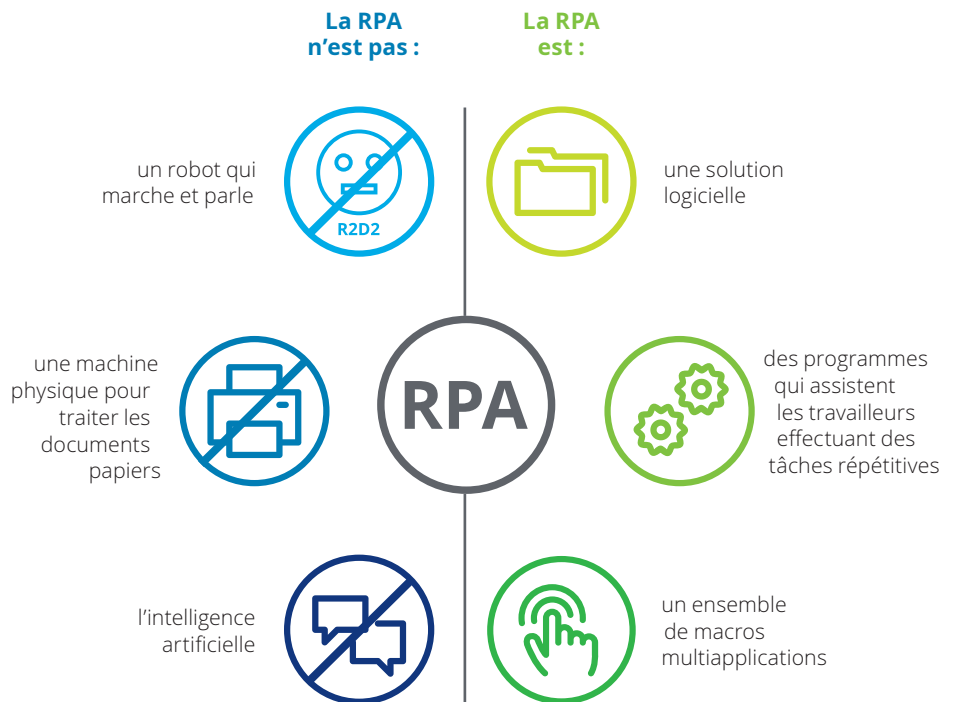 La RPA
n’est pas :
La RPA
est :
un robot qui
marche et parle
R2D2
une solution
logicielle
une machine
physique pour
traiter les
documents
papiers
RPA
des programmes
qui assistent
les travailleurs
effectuant des
tâches répétitives
l’intelligence
artificielle
un ensemble
de macros
multiapplications